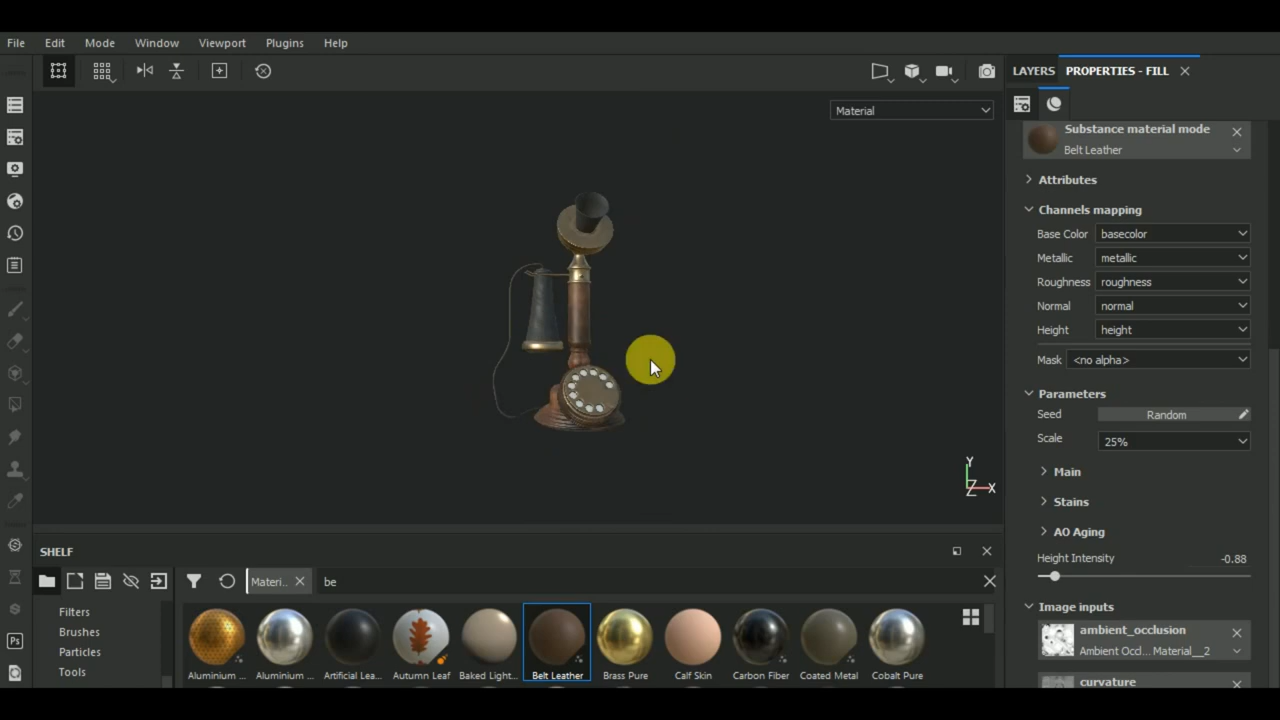 File Edit Mode Window Viewport Plugins Help
LAYERS PROPERTIES - FILL
Material
Substance material mode
Belt Leather
Attributes
Channels mapping
Base Color basecolor
Metallic metallic
Roughness roughness
Normal normal
Height height
Mask <no alpha>
Parameters
Seed Random
Scale 25%
Main
Stains
AO Aging
Height Intensity -0.88
Image inputs
ambient_occlusion
Ambient Occl... Material__2
curvature
Y
Z X
SHELF
Materi.. be
Filters
Brushes
Particles
Tools
Aluminium ... Aluminium ... Artificial Lea... Autumn Leaf Baked Light... Belt Leather Brass Pure Calf Skin Carbon Fiber Coated Metal Cobalt Pure
Ps